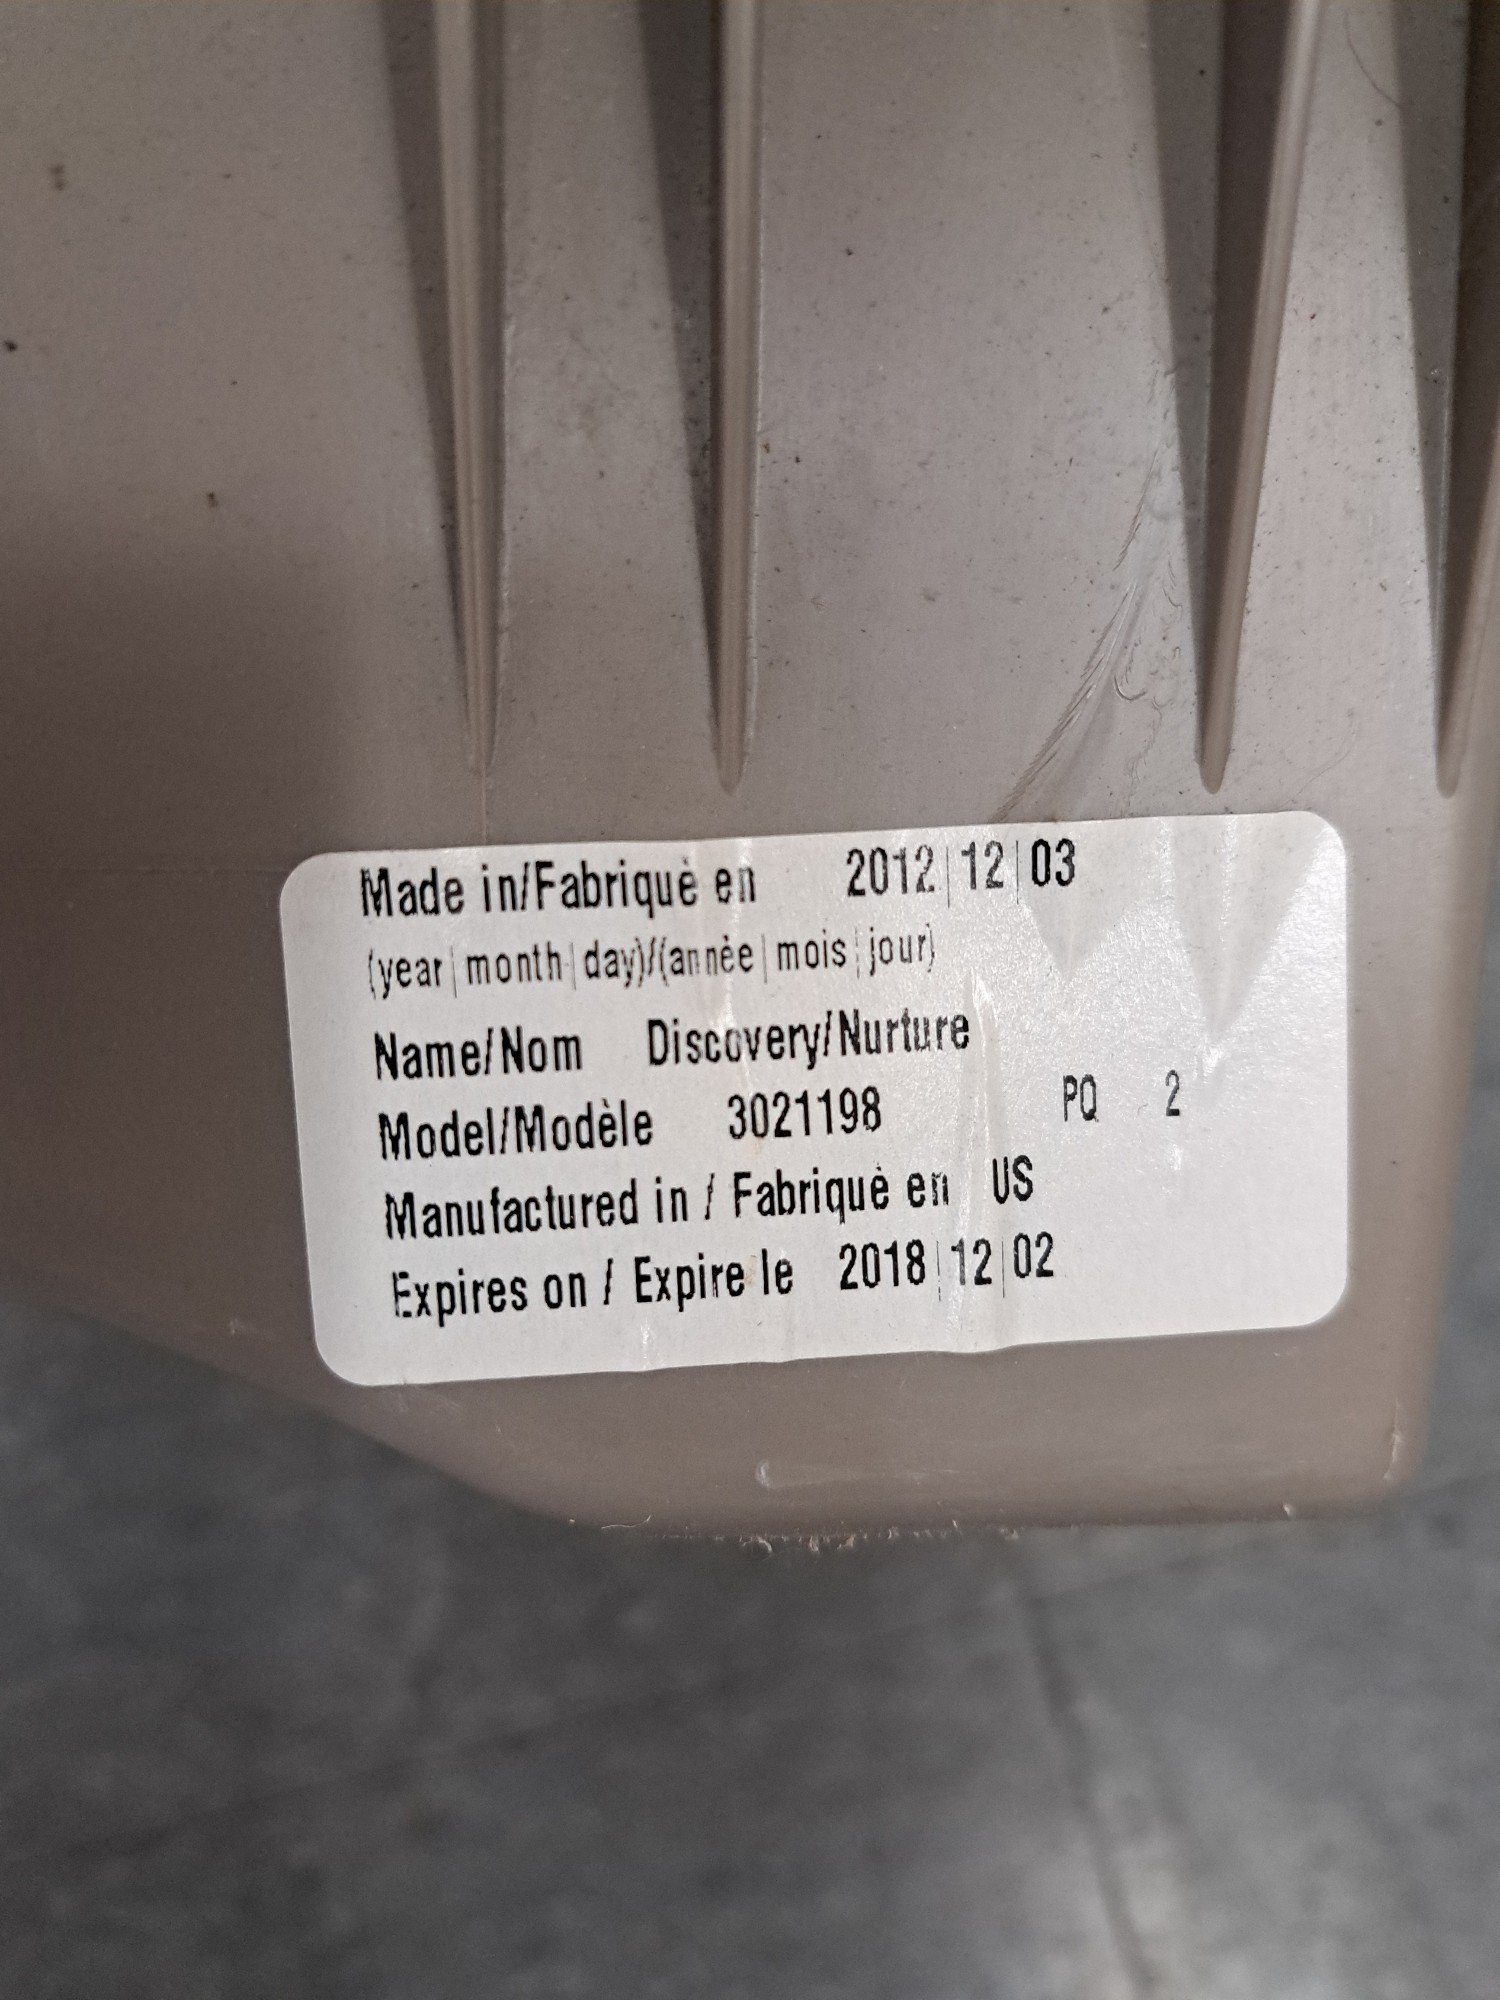 Made in/Fabriquè en 2012|12|03
(year|month|day)/(annèe|mois|jour)
Name/Nom Discovery/Nurture
Model/Modèle 3021198 PQ 2
Manufactured in / Fabriquè en US
Expires on / Expire le 2018|12|02